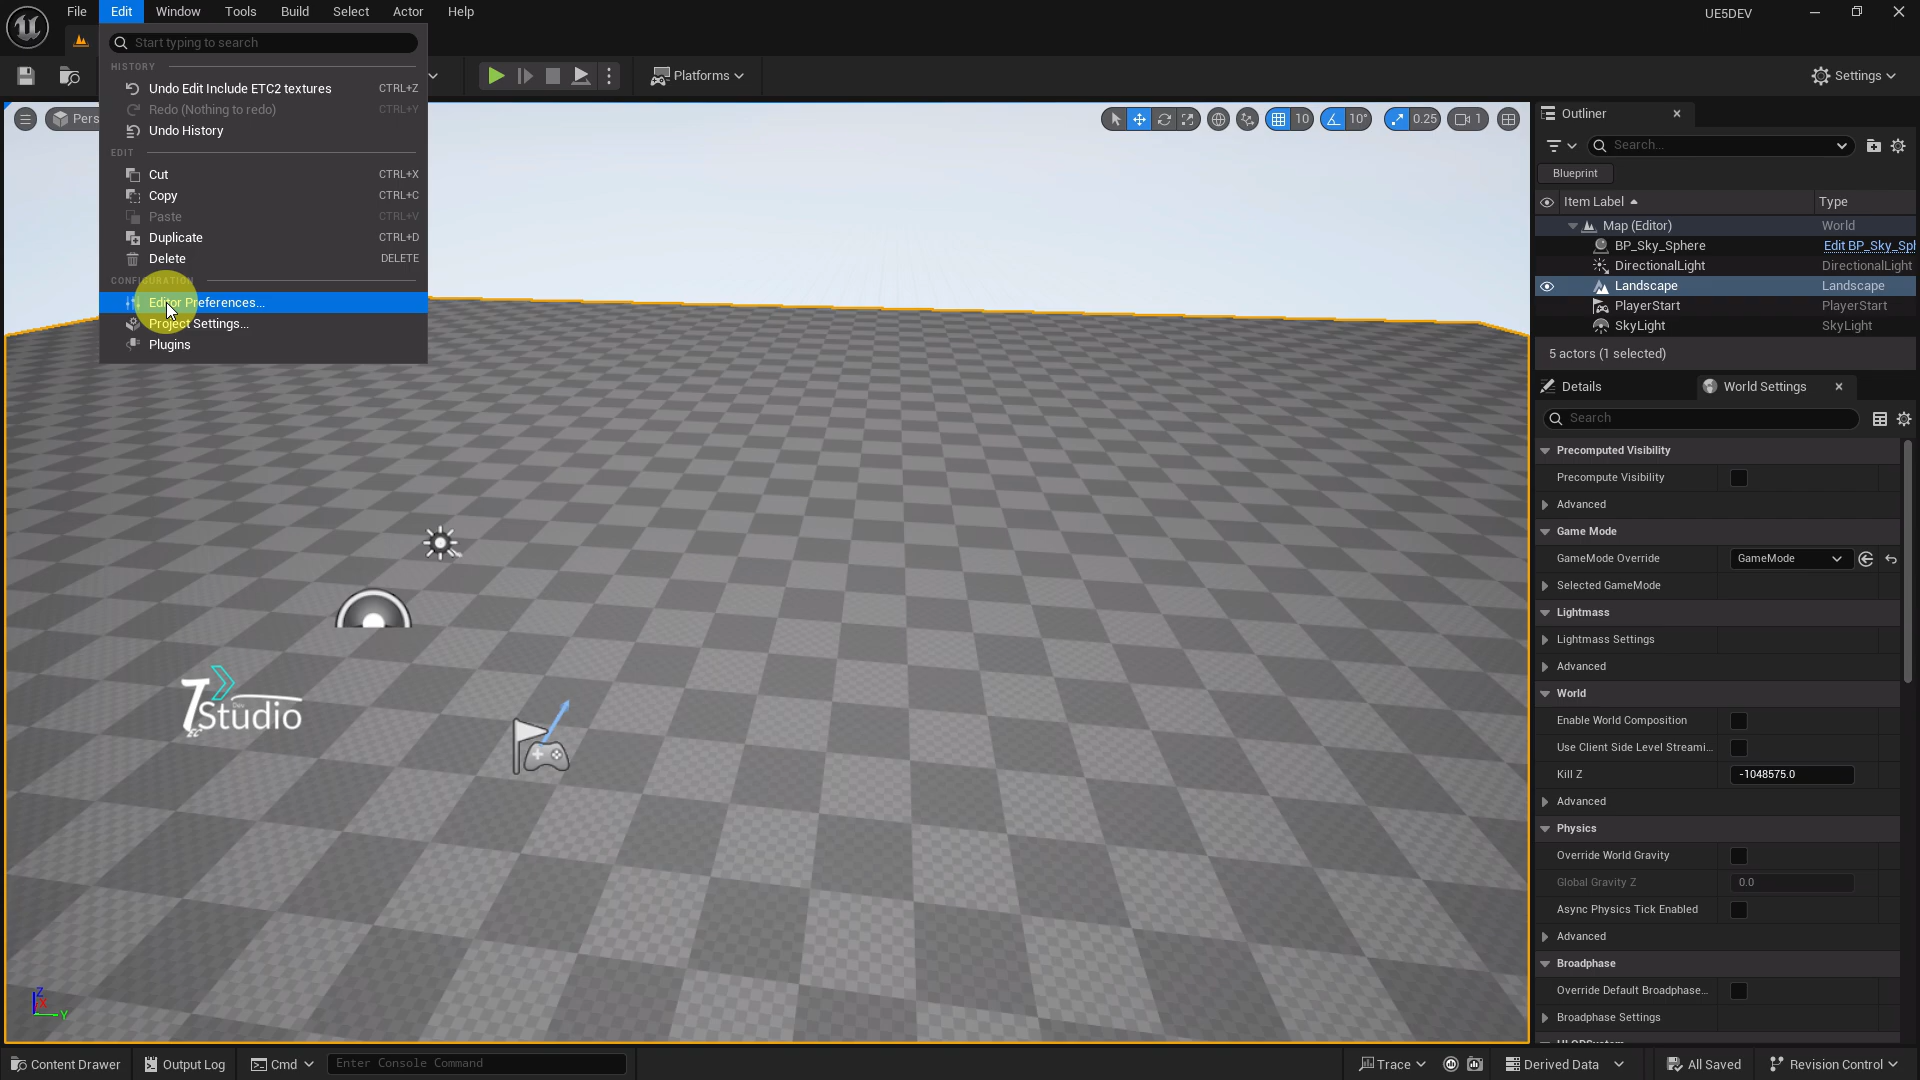 File Edit Window Tools Build Select Actor Help
UE5DEV
Start typing to search
Platforms
Settings
HISTORY
Undo Edit Include ETC2 textures CTRL+Z
Redo (Nothing to redo) CTRL+Y
Undo History
EDIT
Cut CTRL+X
Copy CTRL+C
Paste CTRL+V
Duplicate CTRL+D
Delete DELETE
CONFIGURATION
Editor Preferences...
Project Settings...
Plugins
Pers
10 10° 0.25 1
Outliner
Search...
Blueprint
Item Label Type
Map (Editor) World
BP_Sky_Sphere Edit BP_Sky_Spl
DirectionalLight DirectionalLight
Landscape Landscape
PlayerStart PlayerStart
SkyLight SkyLight
5 actors (1 selected)
Details World Settings
Search
Precomputed Visibility
Precompute Visibility
Advanced
Game Mode
GameMode Override GameMode
Selected GameMode
Lightmass
Lightmass Settings
Advanced
World
Enable World Composition
Use Client Side Level Streami...
Kill Z -1048575.0
Advanced
Physics
Override World Gravity
Global Gravity Z 0.0
Async Physics Tick Enabled
Advanced
Broadphase
Override Default Broadphase...
Broadphase Settings
Studio
Z
X
Y
Content Drawer Output Log Cmd Enter Console Command Trace Derived Data All Saved Revision Control